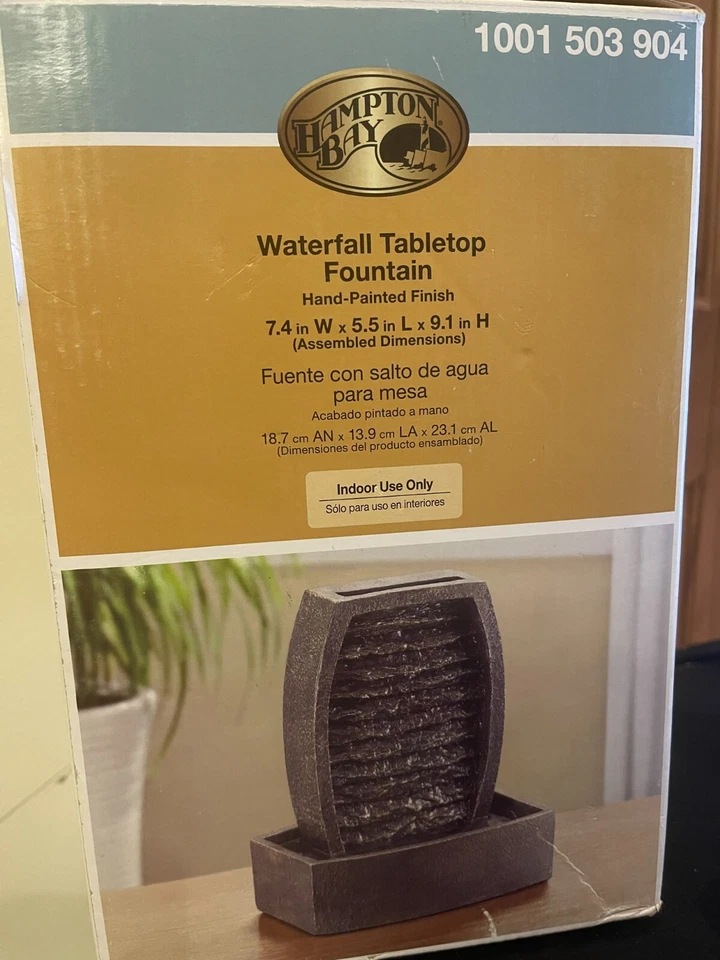 1001 503 904
HAMPTON
BAY
Waterfall Tabletop
Fountain
Hand-Painted Finish
7.4 in W x 5.5 in L x 9.1 in H
(Assembled Dimensions)
Fuente con salto de agua
para mesa
Acabado pintado a mano
18.7 cm AN x 13.9 cm LA x 23.1 cm AL
(Dimensiones del producto ensamblado)
Indoor Use Only
Sólo para uso en interiores